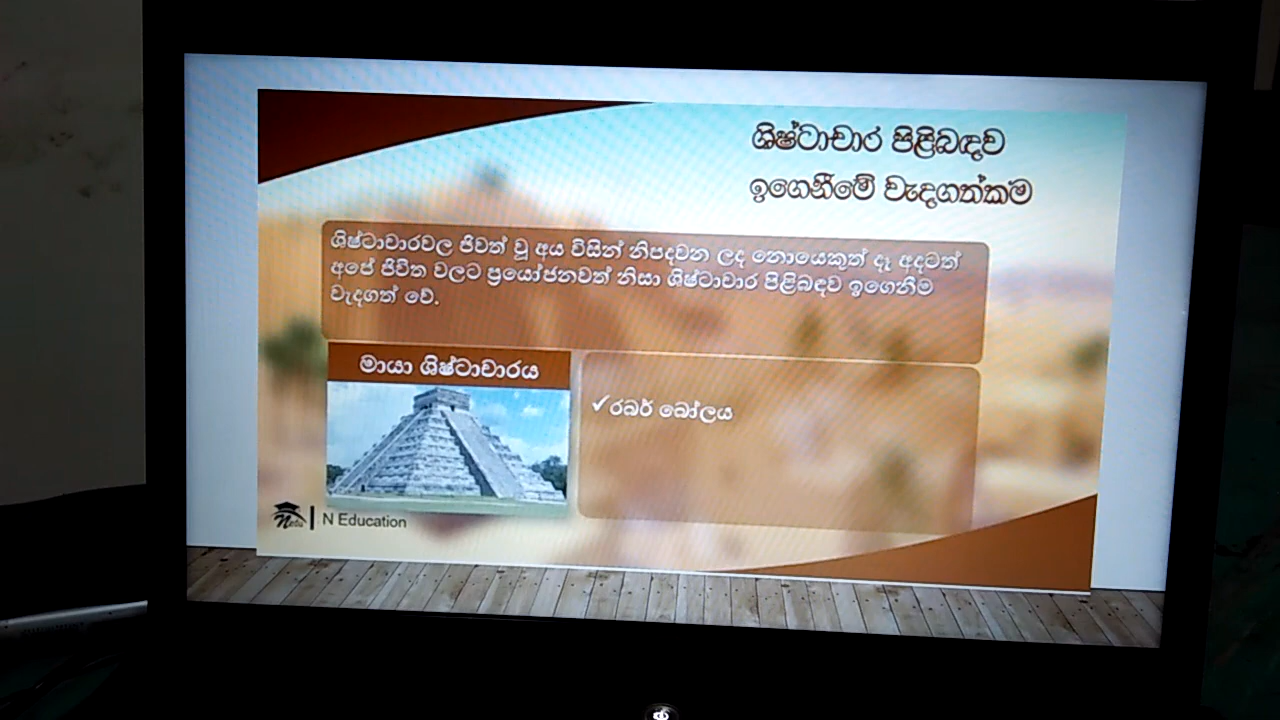 ශිෂ්ටාචාර පිළිබඳව
ඉගෙනීමේ වැදගත්කම
ශිෂ්ටාචාරවල ජීවත් වූ අය විසින් නිපදවන ලද නොයෙකුත් දෑ අදටත්
අපේ ජීවිත වලට ප්‍රයෝජනවත් නිසා ශිෂ්ටාචාර පිළිබඳව ඉගෙනීම
වැදගත් වේ.
මායා ශිෂ්ටාචාරය
✓රබර් බෝලය
N Education